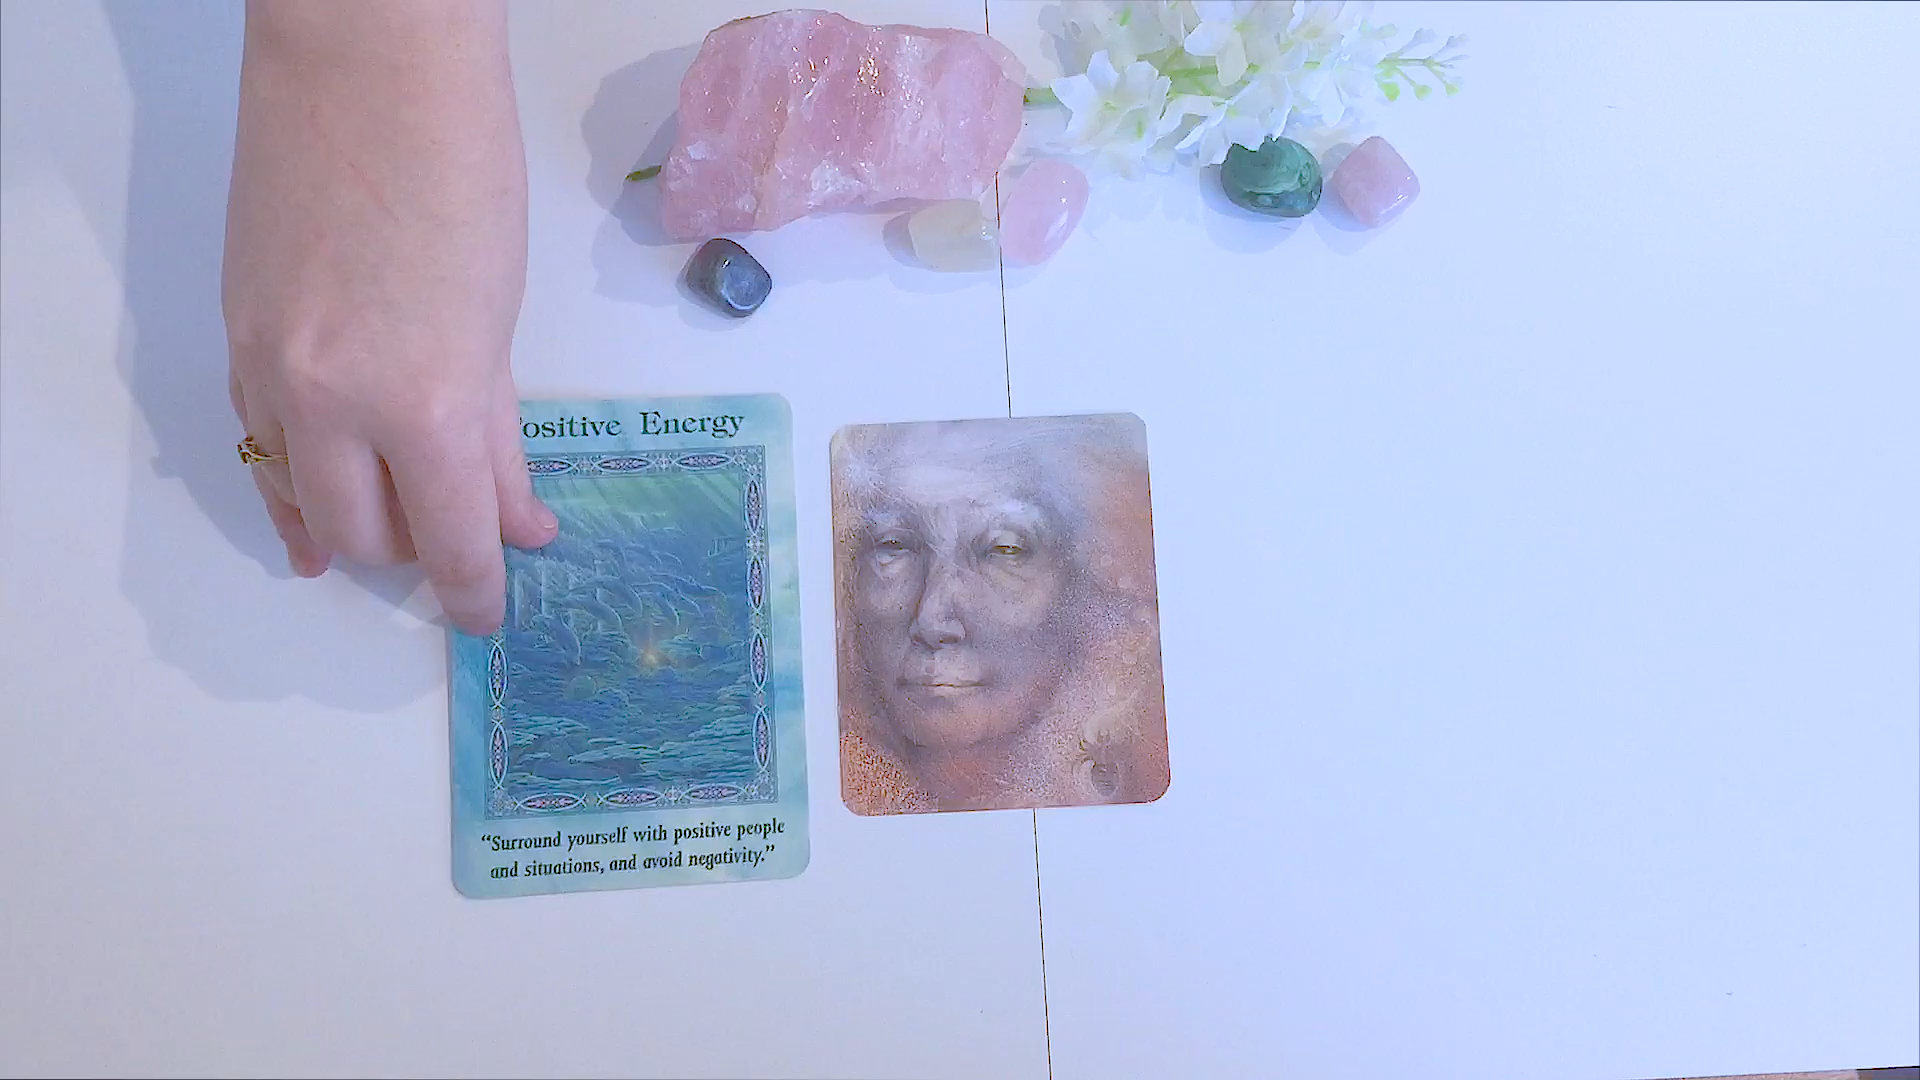 ositive Energy
“Surround yourself with positive people
and situations, and avoid negativity.”